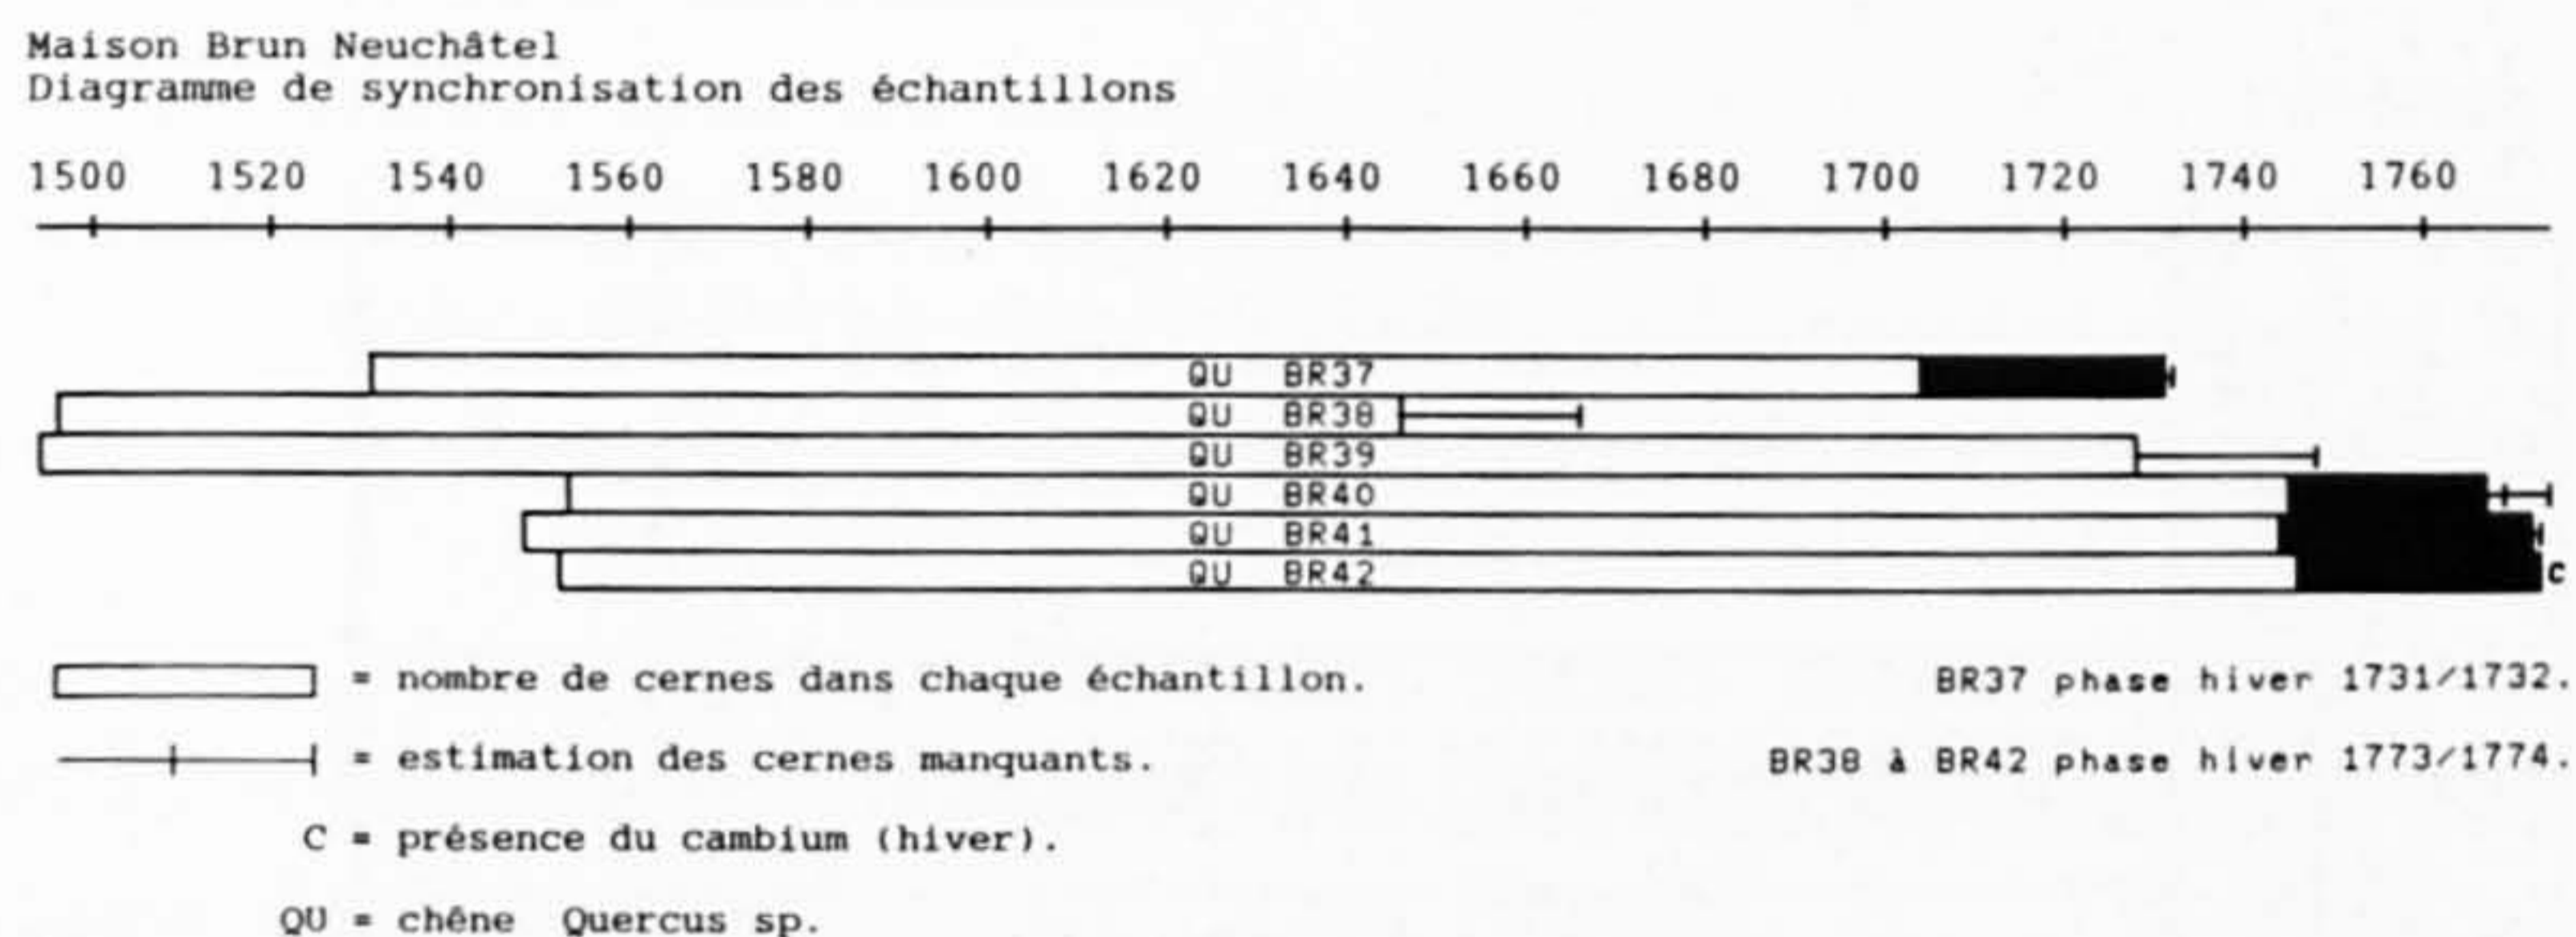 Maison Brun Neuchâtel
Diagramme de synchronisation des échantillons
1500 1520 1540 1560 1580 1600 1620 1640 1660 1680 1700 1720 1740 1760
QU BR37
QU BR38
QU BR39
QU BR40
QU BR41
QU BR42 C
= nombre de cernes dans chaque échantillon. BR37 phase hiver 1731/1732.
= estimation des cernes manquants. BR38 à BR42 phase hiver 1773/1774.
C = présence du cambium (hiver).
QU = chêne Quercus sp.